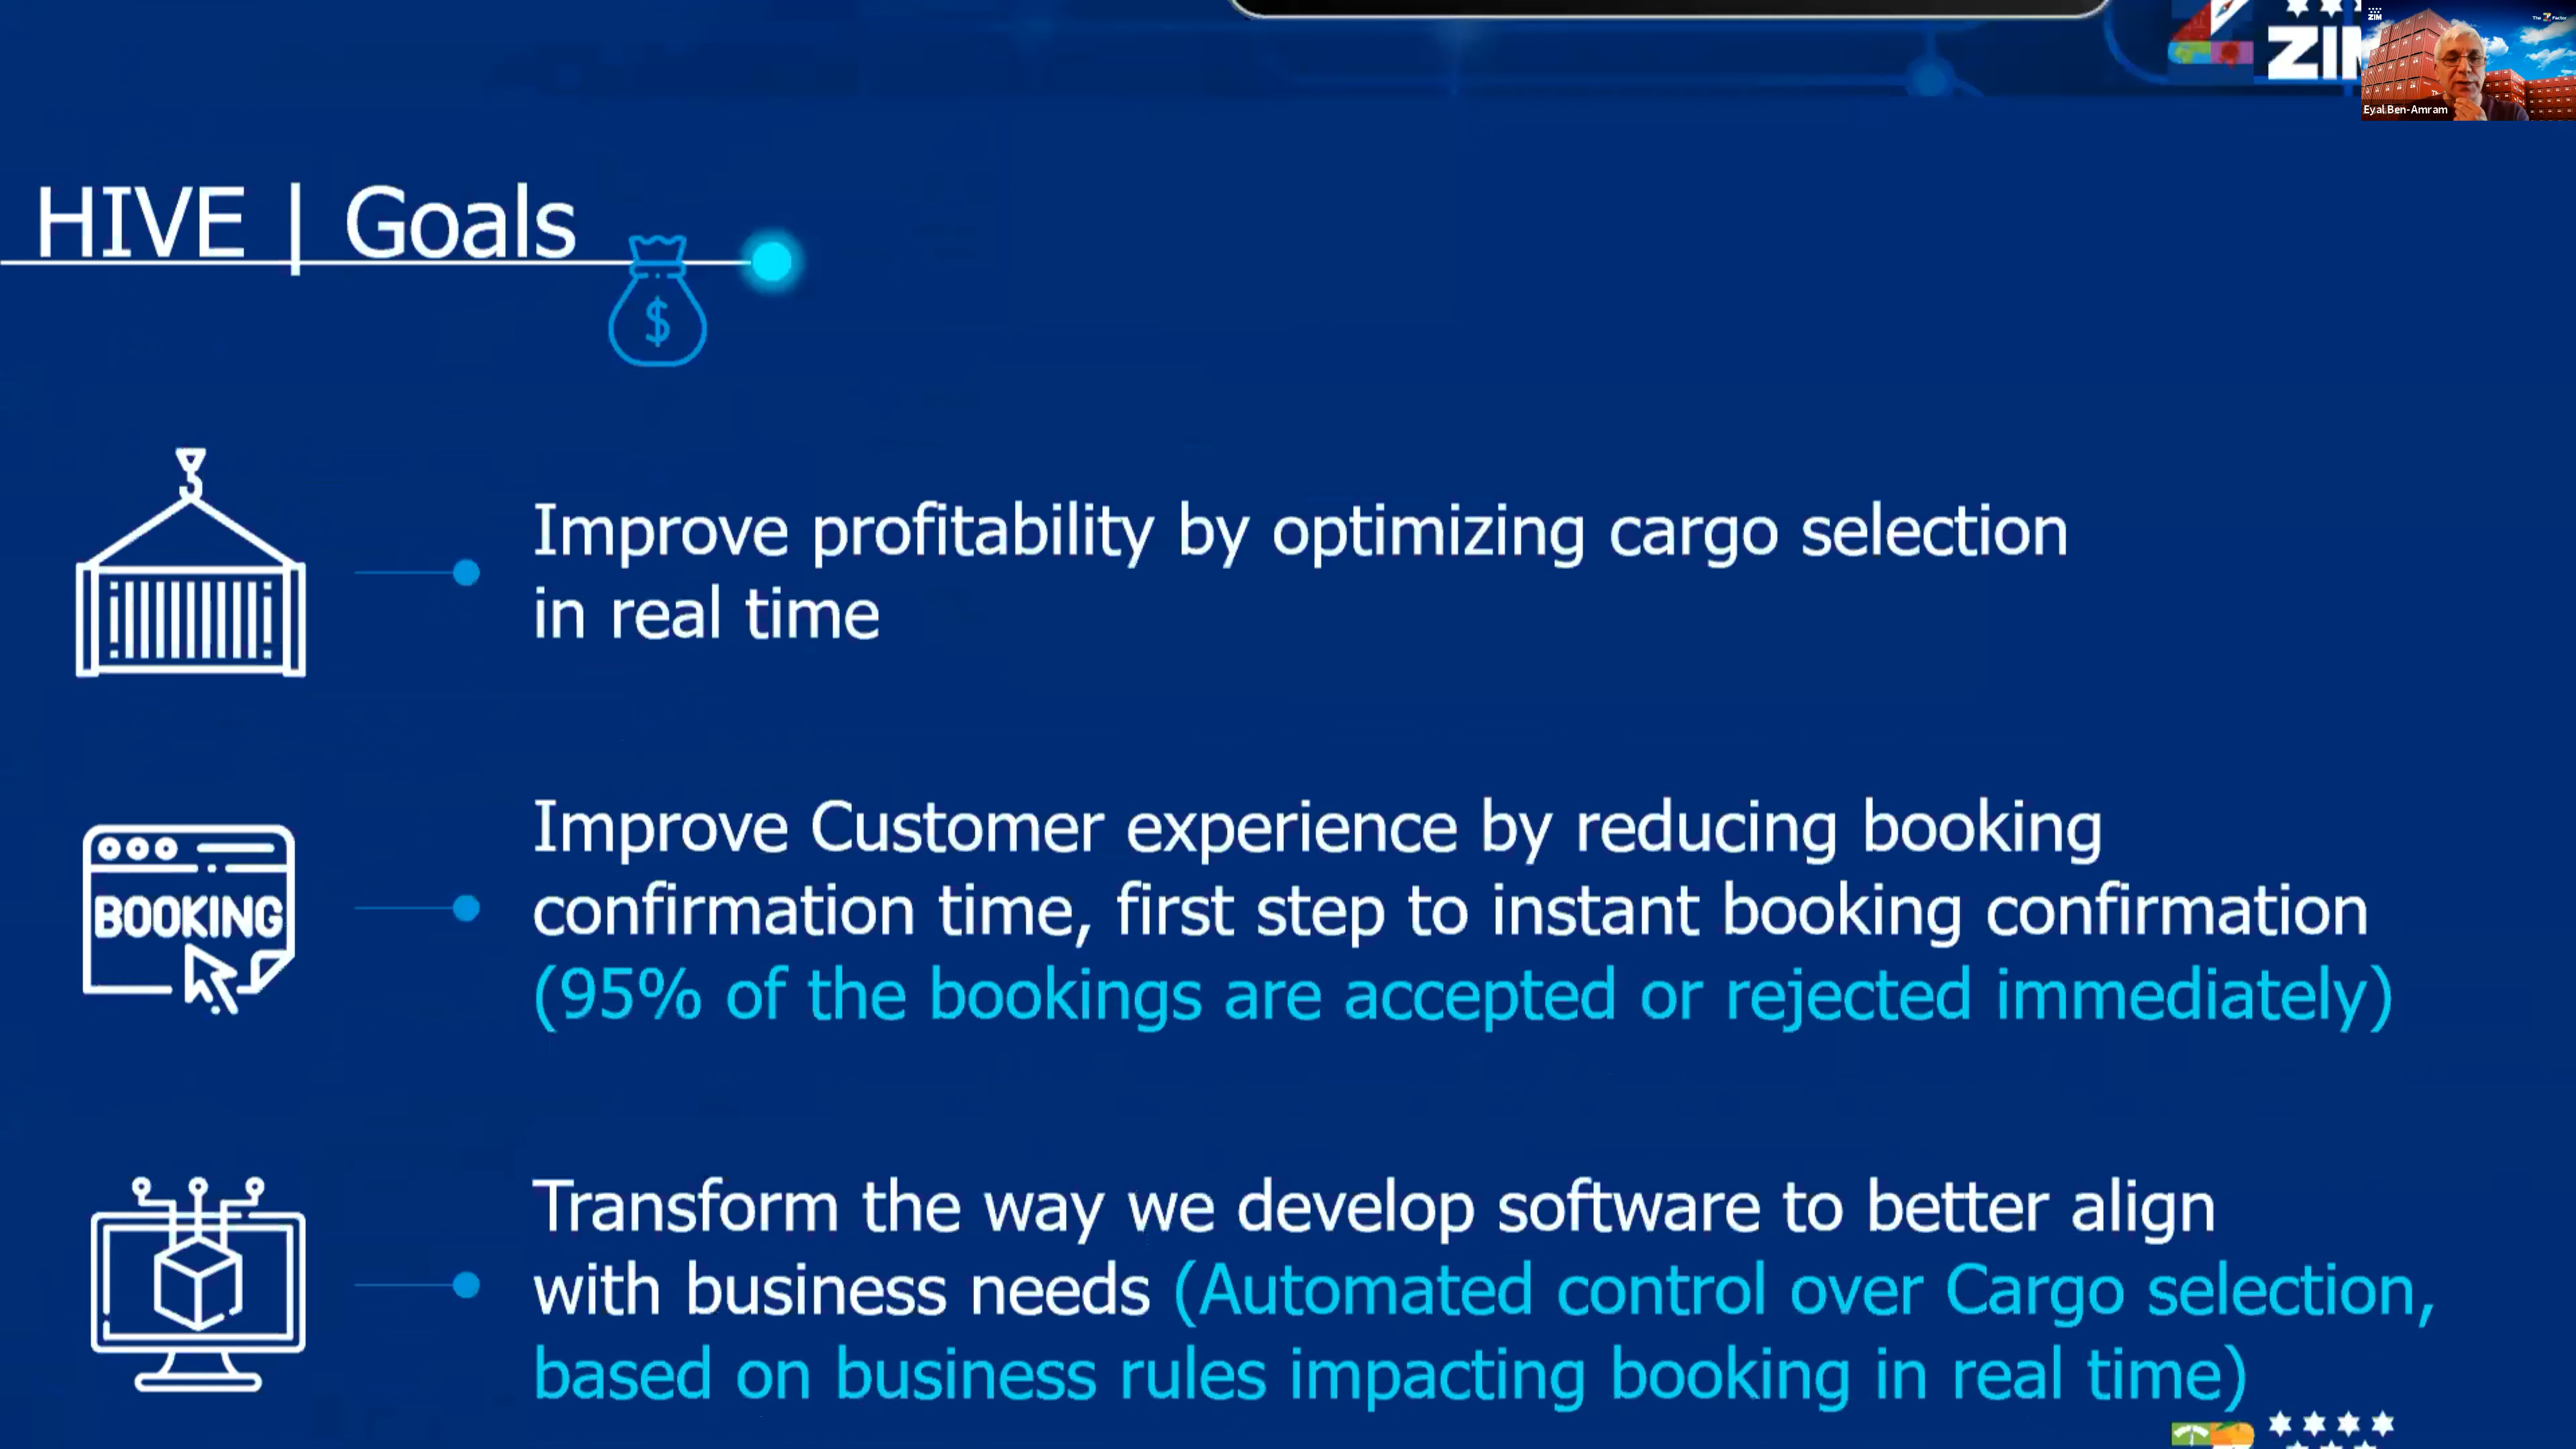 ZIM
The Z Factor
Eyal Ben-Amram
HIVE | Goals
$
Improve profitability by optimizing cargo selection
in real time
BOOKING
Improve Customer experience by reducing booking
confirmation time, first step to instant booking confirmation
(95% of the bookings are accepted or rejected immediately)
Transform the way we develop software to better align
with business needs (Automated control over Cargo selection,
based on business rules impacting booking in real time)